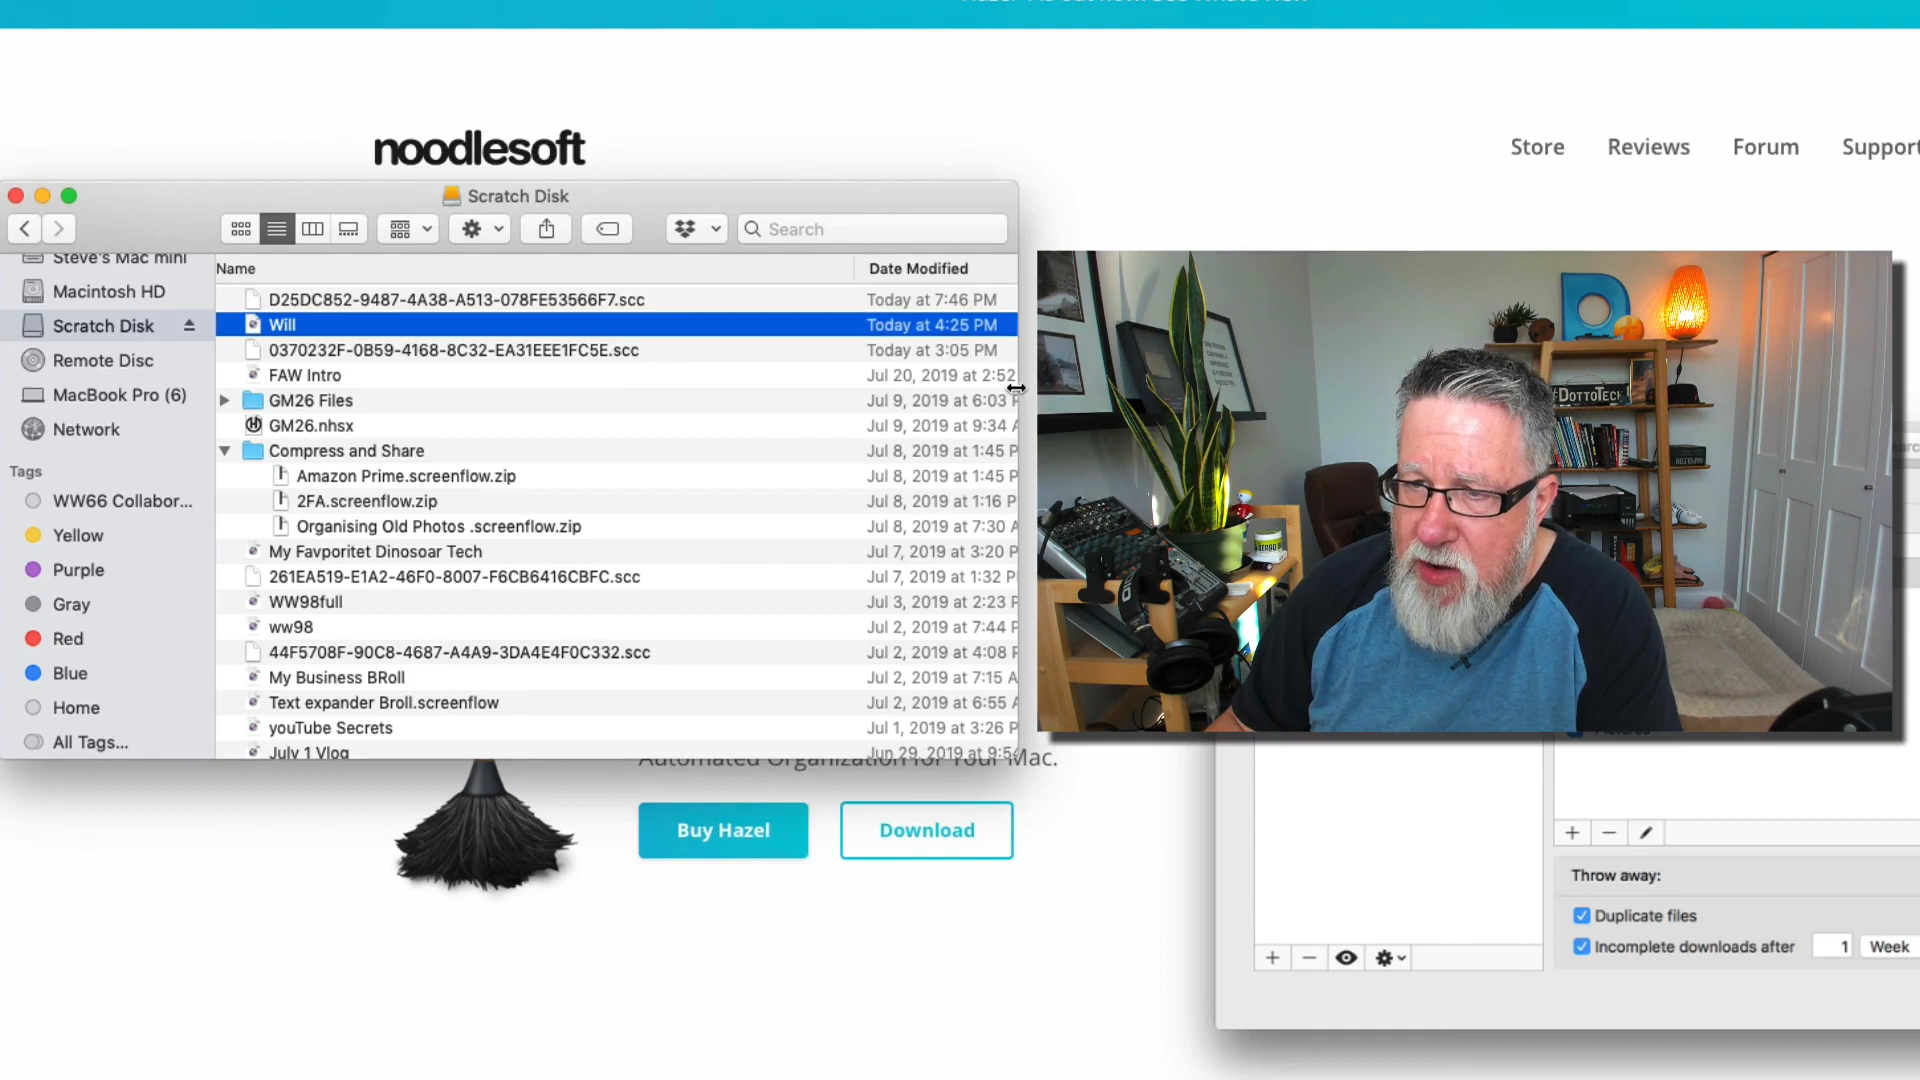 noodlesoft
Store
Reviews
Forum
Support
Scratch Disk
Search
Steve's Mac mini
Macintosh HD
Scratch Disk
Remote Disc
MacBook Pro (6)
Network
Tags
WW66 Collabor...
Yellow
Purple
Gray
Red
Blue
Home
All Tags...
Name
Date Modified
D25DC852-9487-4A38-A513-078FE53566F7.scc Today at 7:46 PM
Will Today at 4:25 PM
0370232F-0B59-4168-8C32-EA31EEE1FC5E.scc Today at 3:05 PM
FAW Intro Jul 20, 2019 at 2:52
GM26 Files Jul 9, 2019 at 6:03 P
GM26.nhsx Jul 9, 2019 at 9:34 A
Compress and Share Jul 8, 2019 at 1:45 P
Amazon Prime.screenflow.zip Jul 8, 2019 at 1:45 P
2FA.screenflow.zip Jul 8, 2019 at 1:16 P
Organising Old Photos .screenflow.zip Jul 8, 2019 at 7:30 A
My Favporitet Dinosoar Tech Jul 7, 2019 at 3:20 P
261EA519-E1A2-46F0-8007-F6CB6416CBFC.scc Jul 7, 2019 at 1:32 P
WW98full Jul 3, 2019 at 2:23 P
ww98 Jul 2, 2019 at 7:44 P
44F5708F-90C8-4687-A4A9-3DA4E4F0C332.scc Jul 2, 2019 at 4:08 P
My Business BRoll Jul 2, 2019 at 7:15 A
Text expander Broll.screenflow Jul 2, 2019 at 6:55 A
youTube Secrets Jul 1, 2019 at 3:26 P
July 1 Vlog Jun 29, 2019 at 9:54
#DOTTOTECH
Automated Organization for Your Mac.
Buy Hazel
Download
Throw away:
Duplicate files
Incomplete downloads after 1 Week